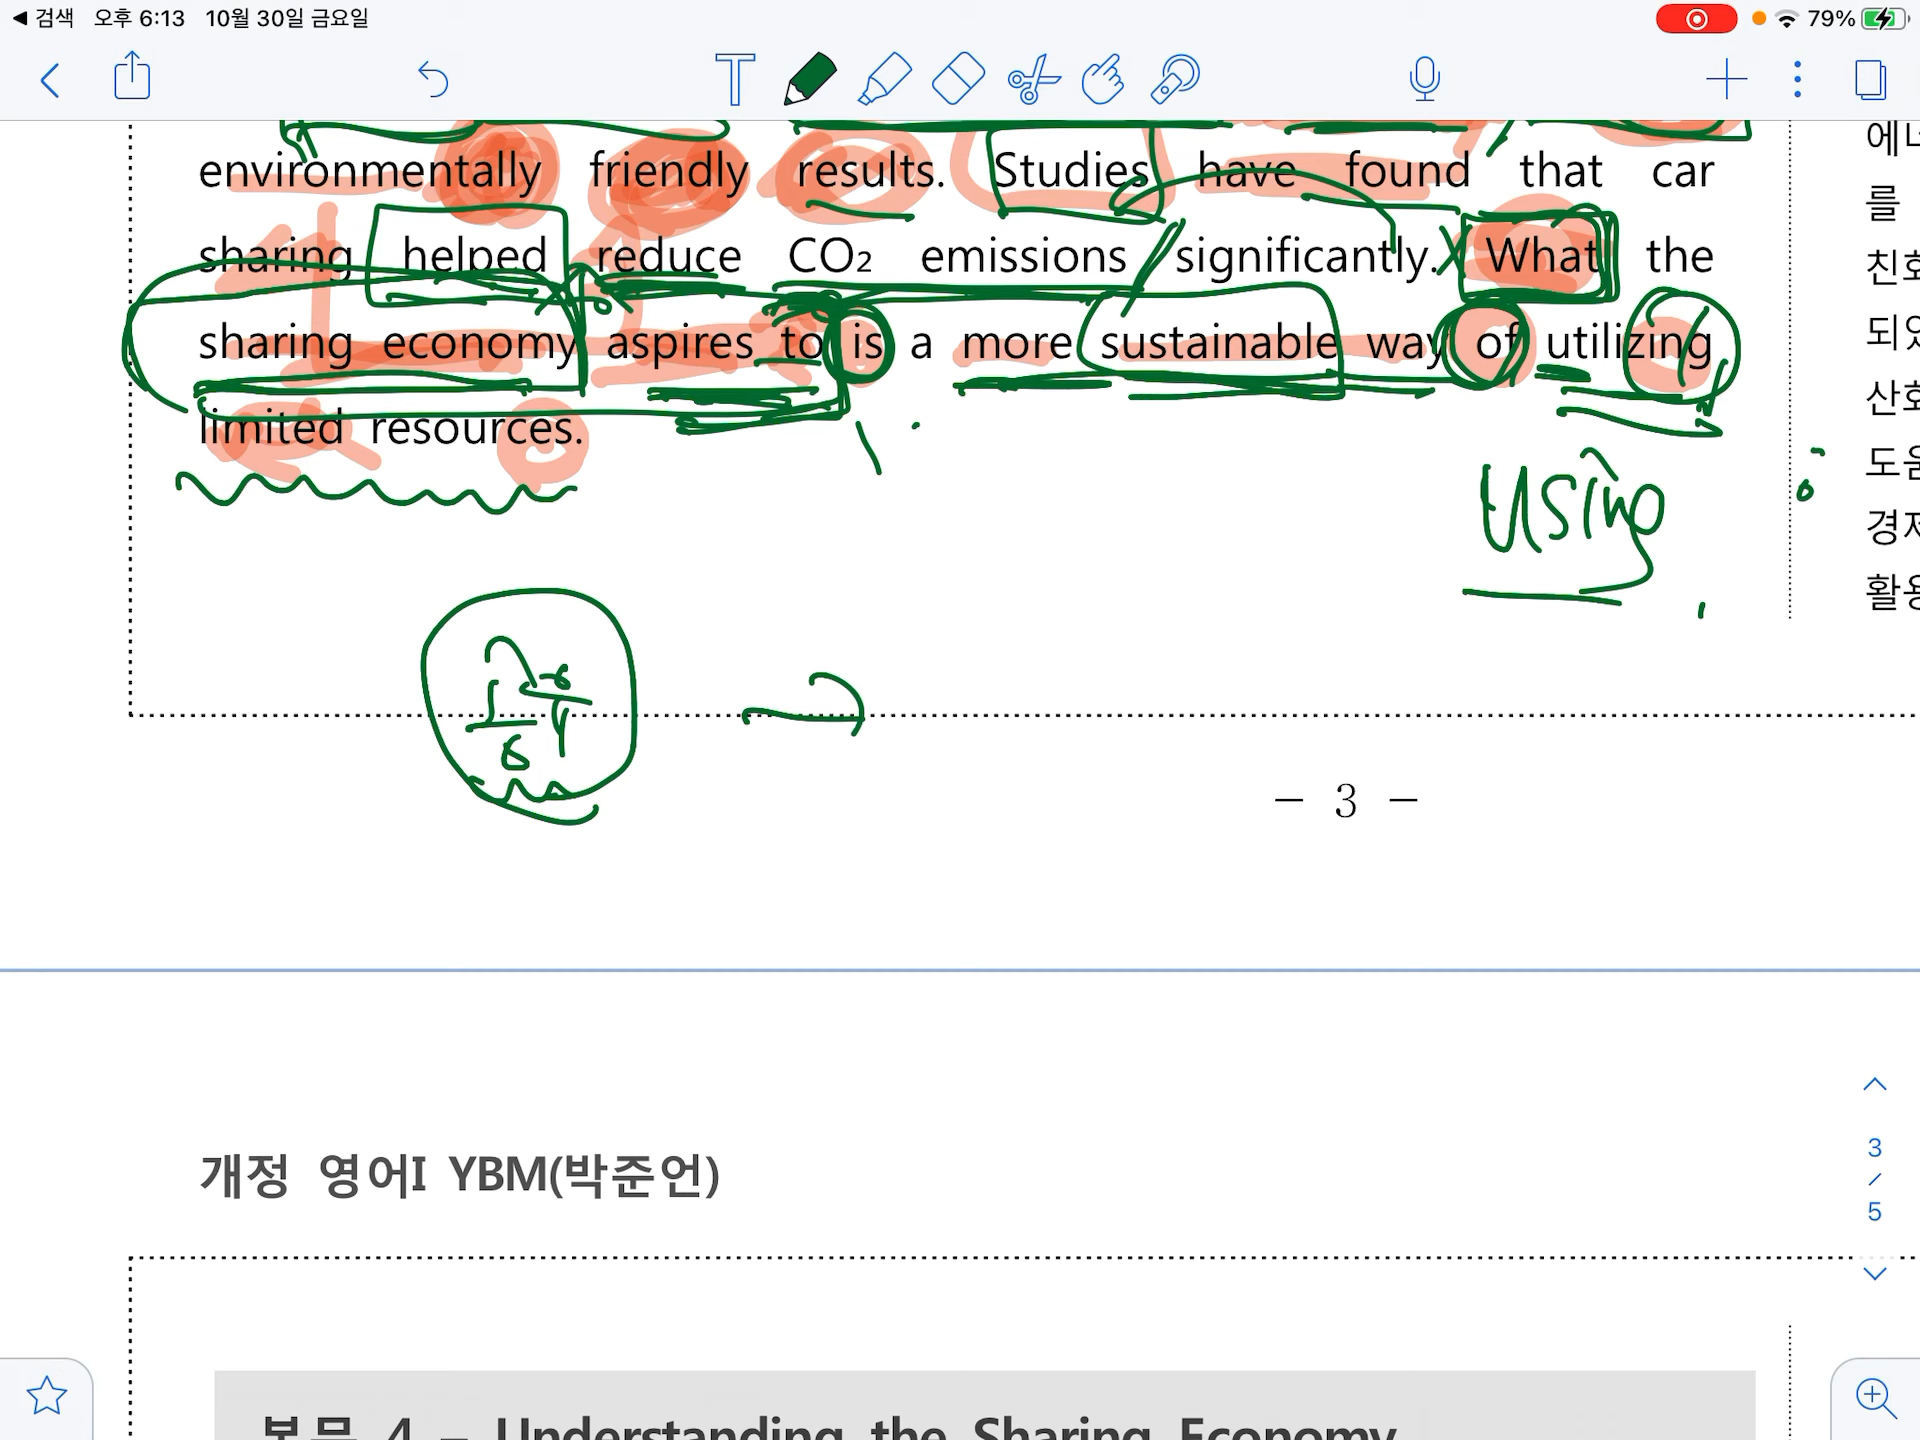 ◀ 검색 오후 6:13 10월 30일 금요일 79%
environmentally friendly results. Studies have found that car
sharing helped reduce CO₂ emissions significantly. What the
sharing economy aspires to is a more sustainable way of utilizing
limited resources.
using
를
친환
되었
산화
도움
경제
활용
- 3 -
3
/
5
개정 영어I YBM(박준언)
본문 4 - Understanding the Sharing Economy